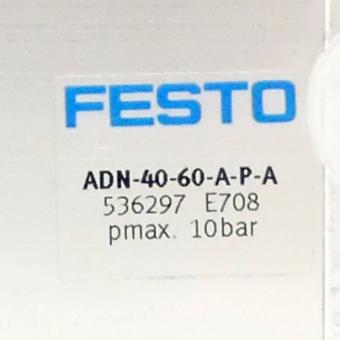 FESTO
ADN-40-60-A-P-A
536297 E708
pmax. 10bar